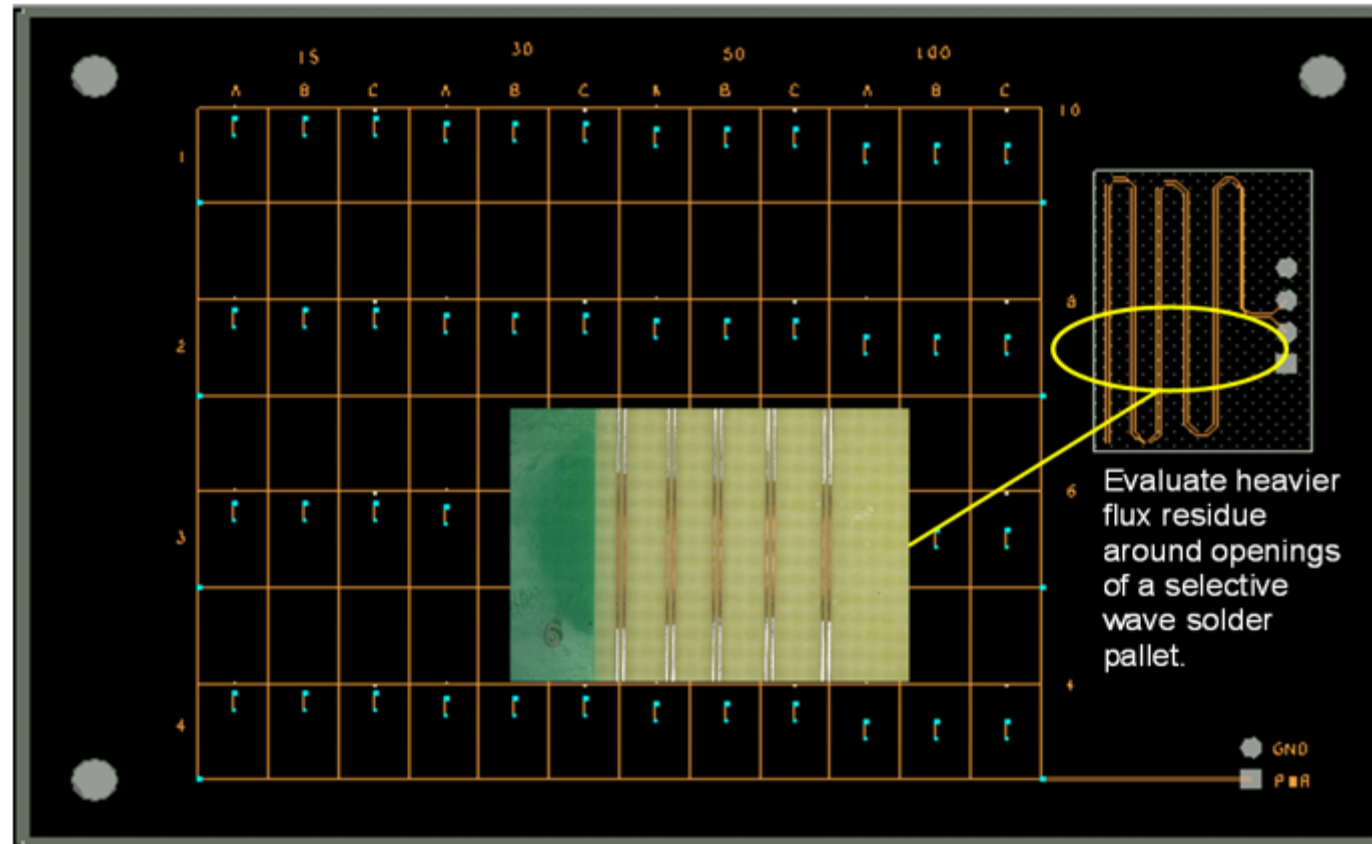 15 30 50 100
A B C A B C A B C A B C
10
1
8
2
6
Evaluate heavier
flux residue
around openings
of a selective
wave solder
pallet.
3
4
4
GND